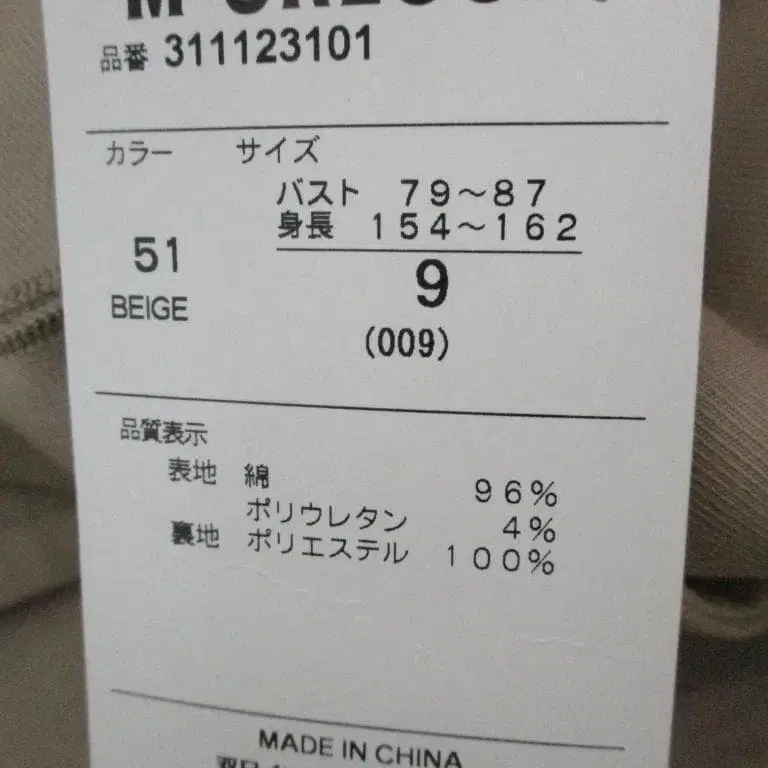 品番 311123101
カラー サイズ
バスト 79～87
身長 154～162
51 9
BEIGE (009)
品質表示
表地 綿 96%
ポリウレタン 4%
裏地 ポリエステル 100%
MADE IN CHINA